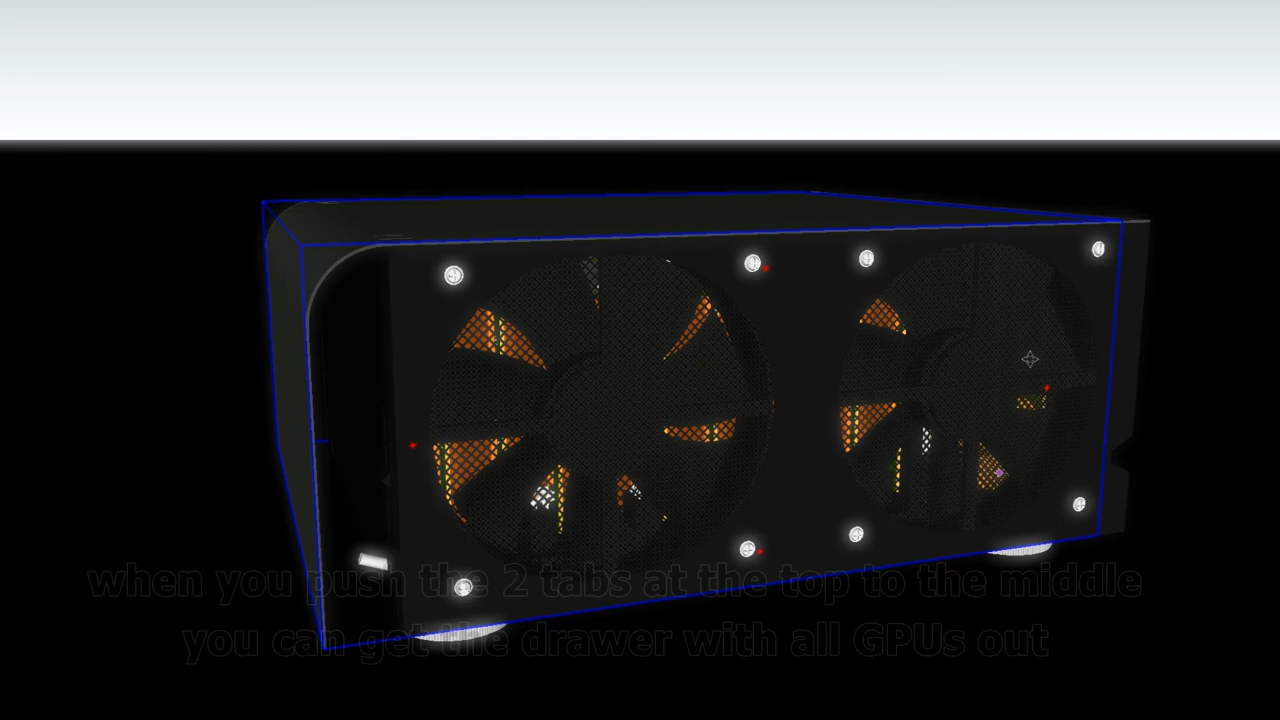 when you push the 2 tabs at the top to the middle
you can get the drawer with all GPUs out